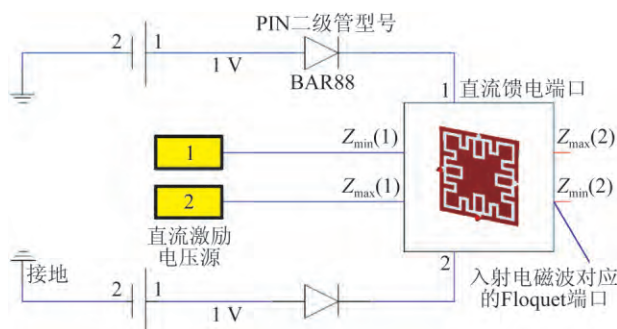 PIN二级管型号
2
1
1 V
BAR88
1
直流馈电端口
1
Zmin(1)
Zmax(2)
2
Zmax(1)
Zmin(2)
直流激励
电压源
接地
2
2
1
1 V
入射电磁波对应
的Floquet端口